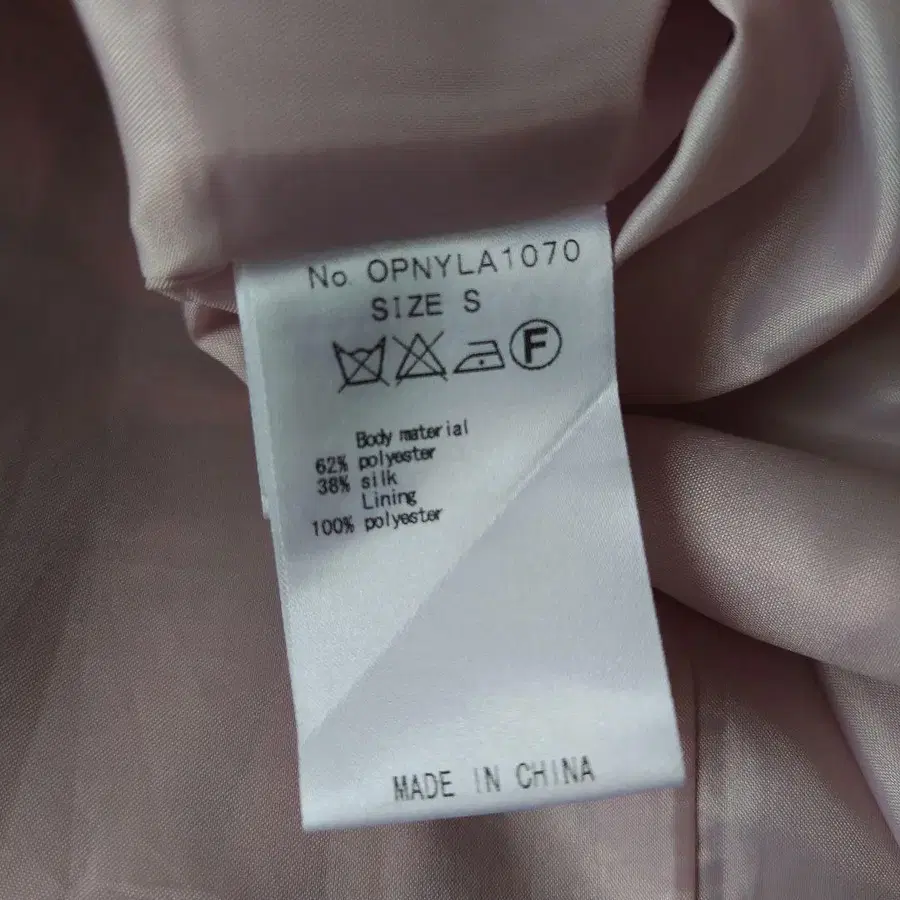 No. OPNYLA1070
SIZE S
F
Body material
62% polyester
38% silk
Lining
100% polyester
MADE IN CHINA